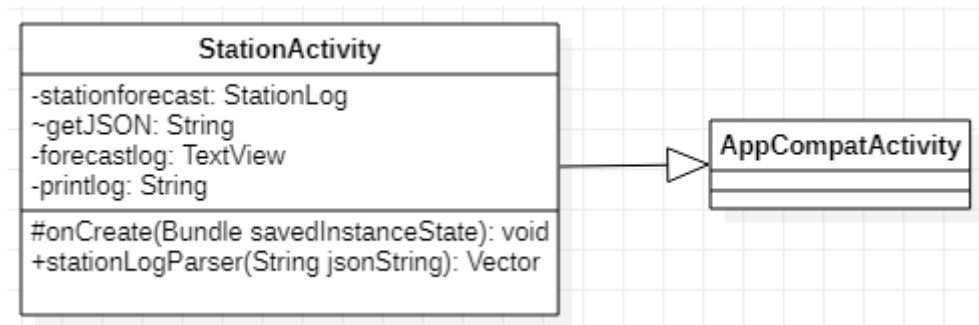 StationActivity
-stationforecast: StationLog
~getJSON: String
-forecastlog: TextView
-printlog: String
#onCreate(Bundle savedInstanceState): void
+stationLogParser(String jsonString): Vector
AppCompatActivity